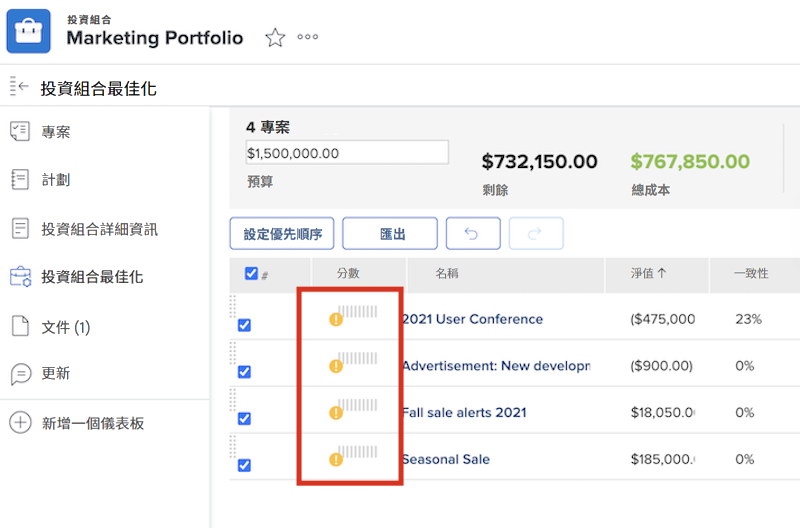 投資組合
Marketing Portfolio
投資組合最佳化
專案
計劃
投資組合詳細資訊
投資組合最佳化
文件 (1)
更新
新增一個儀表板
4 專案
$1,500,000.00
預算
$732,150.00
剩餘
$767,850.00
總成本
設定優先順序
匯出
# 分數 名稱 淨值 ↑ 一致性
2021 User Conference ($475,000 23%
Advertisement: New developm ($900.00) 0%
Fall sale alerts 2021 $18,050.0 0%
Seasonal Sale $185,000. 0%